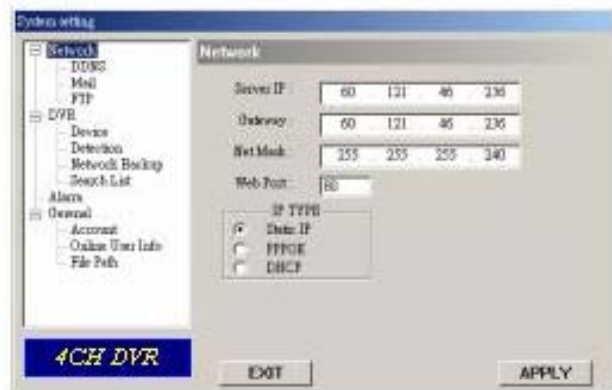 System setting
Network
DDNS
Mail
FTP
DVR
Device
Detection
Network Backup
Search List
Alarm
General
Account
Online User Info
File Path
4CH DVR
Network
Server IP 60 . 121 . 46 . 236
Gateway 60 . 121 . 46 . 236
Net Mask 255 . 255 . 255 . 240
Web Port 80
IP TYPE
Static IP
PPPOE
DHCP
EXIT
APPLY